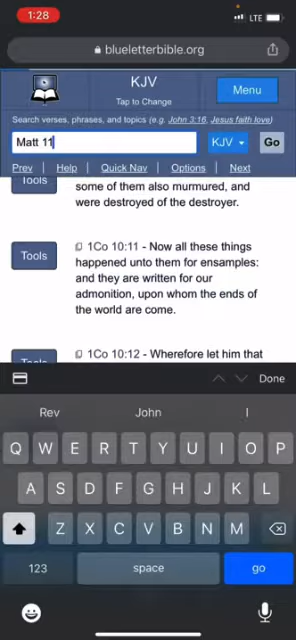 1:28
LTE
blueletterbible.org
KJV
Tap to Change
Menu
Search verses, phrases, and topics (e.g. John 3:16, Jesus faith love)
Matt 11
KJV
Go
Prev | Help | Quick Nav | Options | Next
Tools
some of them also murmured, and
were destroyed of the destroyer.
Tools
1Co 10:11 - Now all these things
happened unto them for ensamples:
and they are written for our
admonition, upon whom the ends of
the world are come.
Tools
1Co 10:12 - Wherefore let him that
Done
Rev
John
I
Q W E R T Y U I O P
A S D F G H J K L
Z X C V B N M
123
space
go